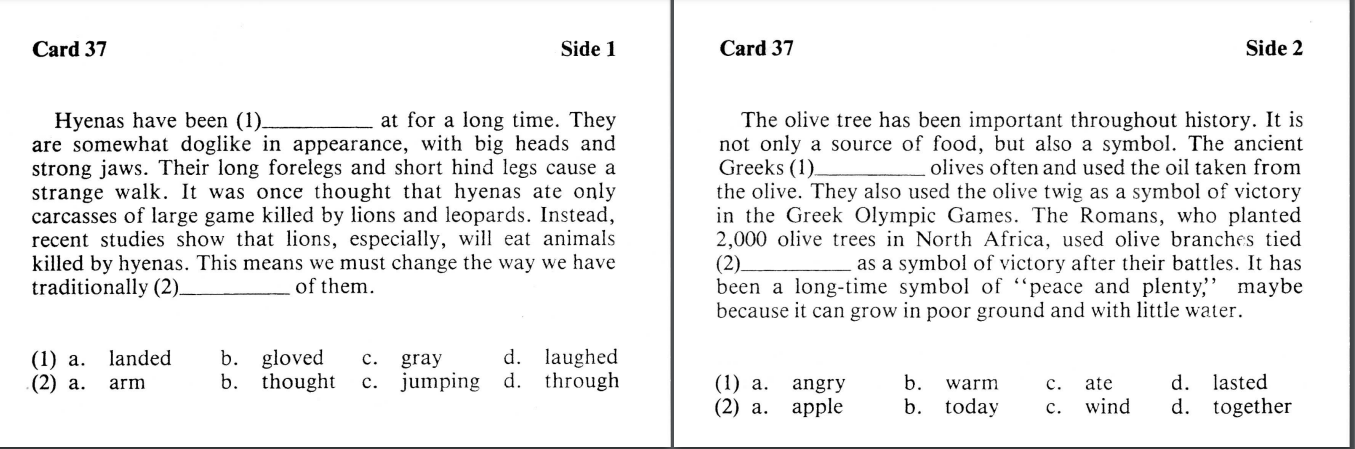 Card 37 Side 1
Hyenas have been (1)__________ at for a long time. They
are somewhat doglike in appearance, with big heads and
strong jaws. Their long forelegs and short hind legs cause a
strange walk. It was once thought that hyenas ate only
carcasses of large game killed by lions and leopards. Instead,
recent studies show that lions, especially, will eat animals
killed by hyenas. This means we must change the way we have
traditionally (2)__________ of them.
(1) a. landed b. gloved c. gray d. laughed
(2) a. arm b. thought c. jumping d. through
Card 37 Side 2
The olive tree has been important throughout history. It is
not only a source of food, but also a symbol. The ancient
Greeks (1)__________ olives often and used the oil taken from
the olive. They also used the olive twig as a symbol of victory
in the Greek Olympic Games. The Romans, who planted
2,000 olive trees in North Africa, used olive branches tied
(2)__________ as a symbol of victory after their battles. It has
been a long-time symbol of “peace and plenty,” maybe
because it can grow in poor ground and with little water.
(1) a. angry b. warm c. ate d. lasted
(2) a. apple b. today c. wind d. together